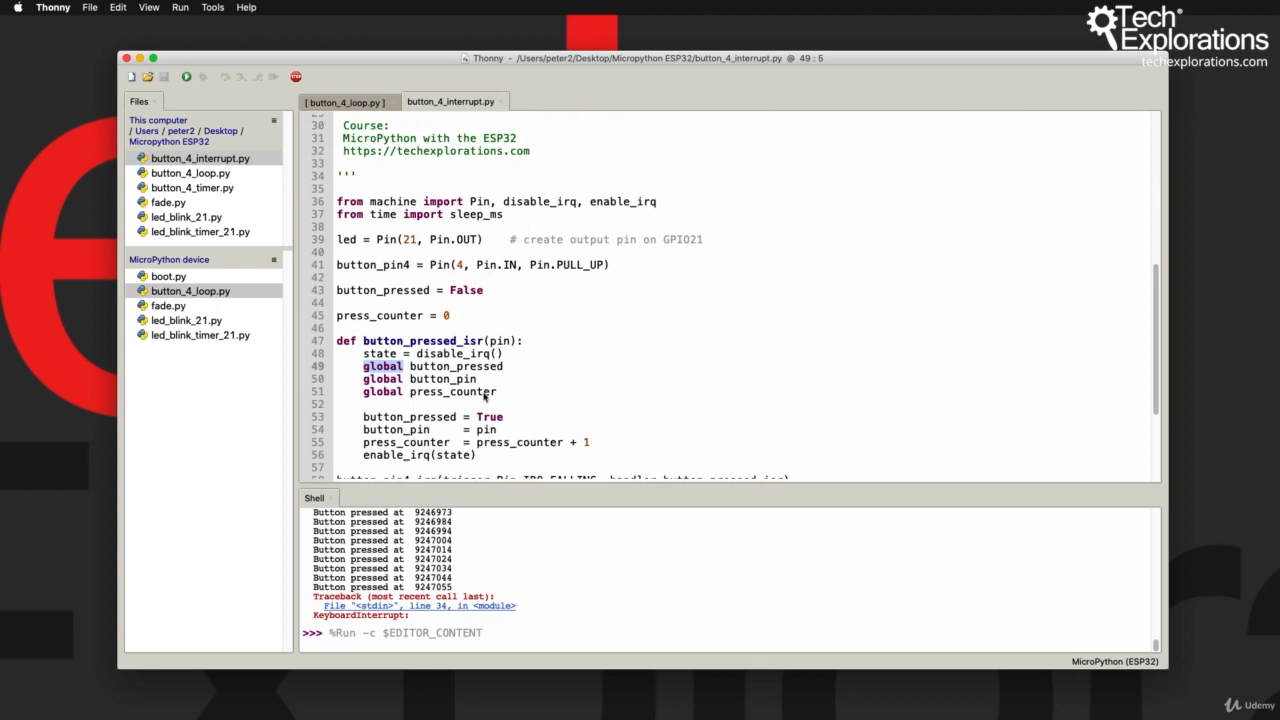 Thonny File Edit View Run Tools Help
Tech
Explorations
techexplorations.com
Thonny - /Users/peter2/Desktop/Micropython ESP32/button_4_interrupt.py @ 49 : 5
STOP
Files
This computer
/ Users / peter2 / Desktop /
Micropython ESP32
button_4_interrupt.py
button_4_loop.py
button_4_timer.py
fade.py
led_blink_21.py
led_blink_timer_21.py
MicroPython device
boot.py
button_4_loop.py
fade.py
led_blink_21.py
led_blink_timer_21.py
[ button_4_loop.py ] button_4_interrupt.py
30 Course:
31 MicroPython with the ESP32
32 https://techexplorations.com
33
34 '''
35
36 from machine import Pin, disable_irq, enable_irq
37 from time import sleep_ms
38
39 led = Pin(21, Pin.OUT) # create output pin on GPIO21
40
41 button_pin4 = Pin(4, Pin.IN, Pin.PULL_UP)
42
43 button_pressed = False
44
45 press_counter = 0
46
47 def button_pressed_isr(pin):
48 state = disable_irq()
49 global button_pressed
50 global button_pin
51 global press_counter
52
53 button_pressed = True
54 button_pin = pin
55 press_counter = press_counter + 1
56 enable_irq(state)
57
Shell
Button pressed at 9246973
Button pressed at 9246984
Button pressed at 9246994
Button pressed at 9247004
Button pressed at 9247014
Button pressed at 9247024
Button pressed at 9247034
Button pressed at 9247044
Button pressed at 9247055
Traceback (most recent call last):
File "<stdin>", line 34, in <module>
KeyboardInterrupt:
>>> %Run -c $EDITOR_CONTENT
MicroPython (ESP32)
Udemy